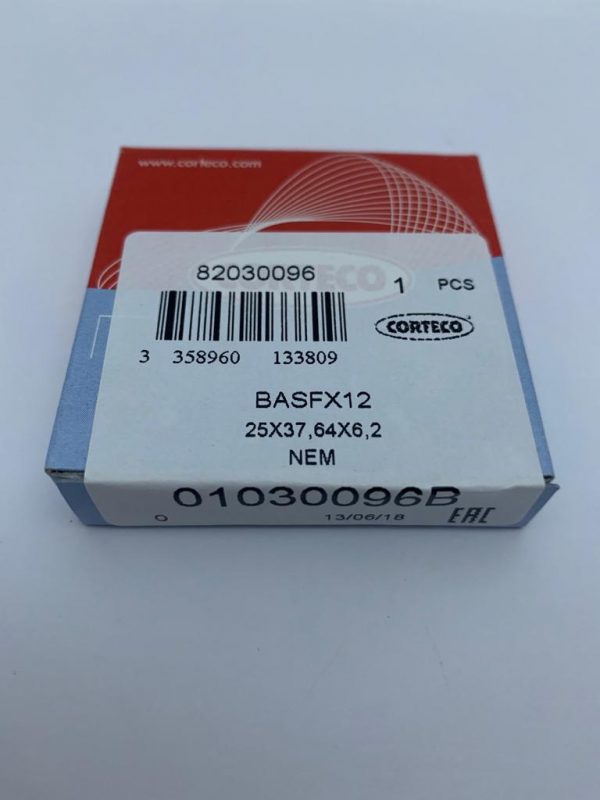 www.corteco.com
CORTECO
82030096
1 PCS
CORTECO
3 358960 133809
BASFX12
25X37,64X6,2
NEM
01030096B
O 13/06/18 EAC